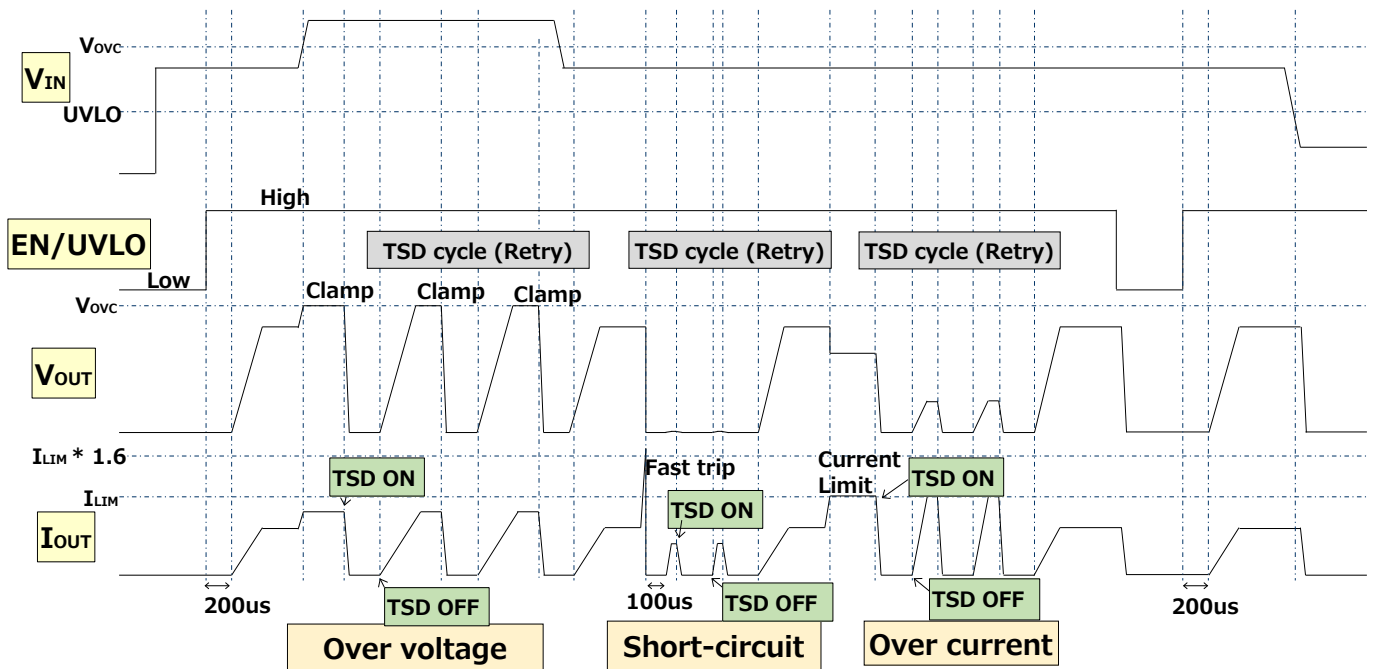 VOVC
VIN
UVLO
High
EN/UVLO
TSD cycle (Retry)
TSD cycle (Retry)
TSD cycle (Retry)
Low
VOVC
Clamp
Clamp
Clamp
VOUT
ILIM * 1.6
Fast trip
Current
Limit
TSD ON
TSD ON
TSD ON
ILIM
IOUT
200us
TSD OFF
100us
TSD OFF
TSD OFF
200us
Over voltage
Short-circuit
Over current